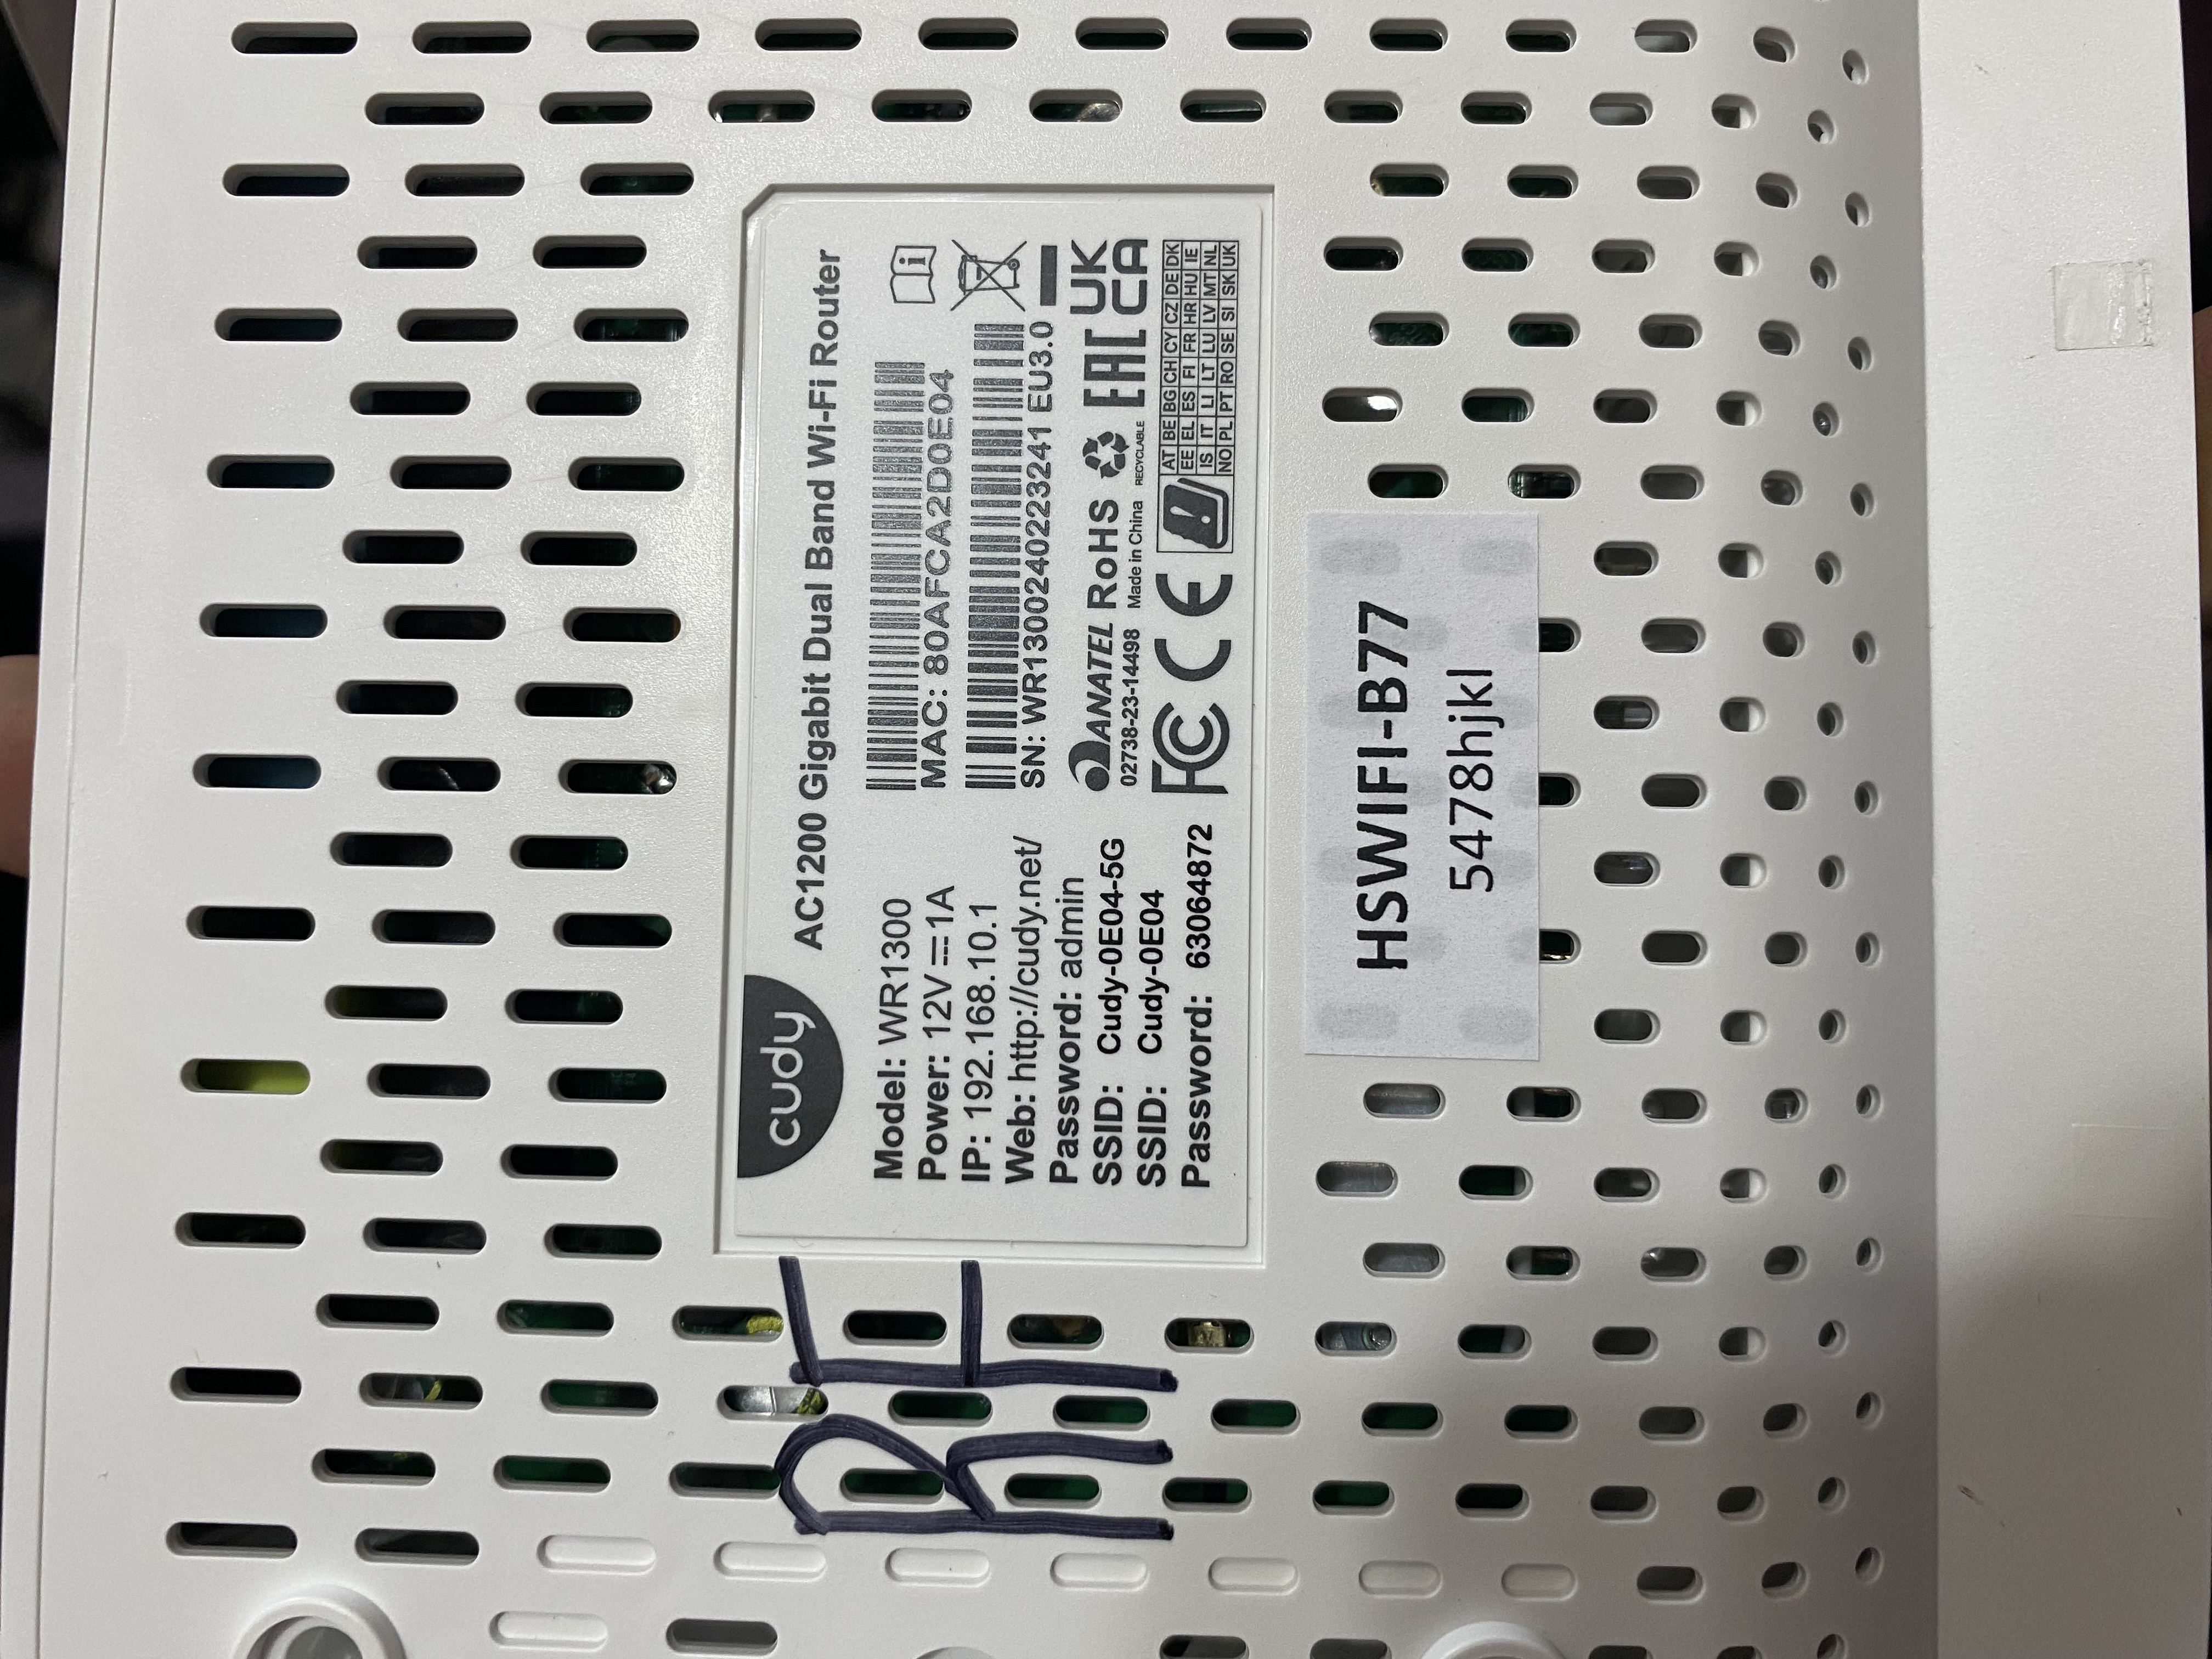 cudy
AC1200 Gigabit Dual Band Wi-Fi Router
Model: WR1300
Power: 12V⎓1A
IP: 192.168.10.1
Web: http://cudy.net/
Password: admin
SSID: Cudy-0E04-5G
SSID: Cudy-0E04
Password: 63064872
MAC: 80AFCA2D0E04
SN: WR1300240223241 EU3.0
ANATEL RoHS
02738-23-14498
Made in China
RECYCLABLE
EAC
UK
CA
FC CE
AT BE BG CH CY CZ DE DK
EE EL ES FI FR HR HU IE
IS IT LI LT LU LV MT NL
NO PL PT RO SE SI SK UK
HSWIFI-B77
5478hjkl
RF